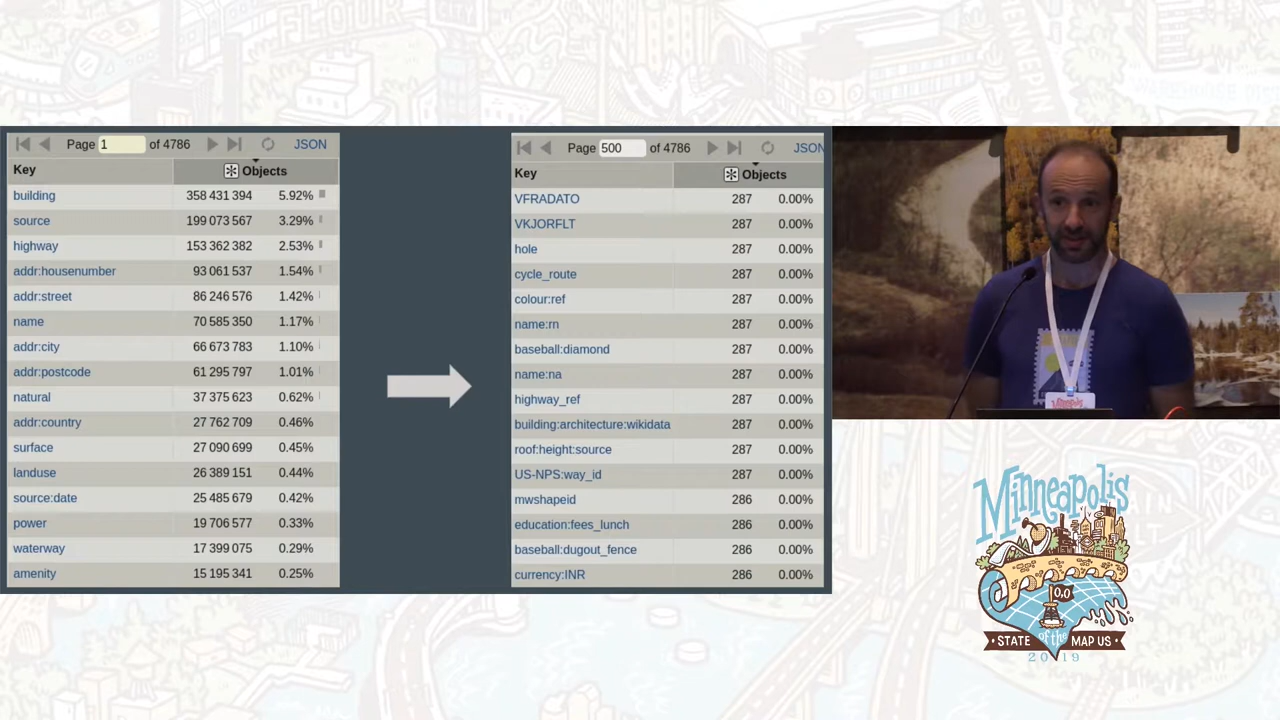 FLOUR
CITY
HENNEPIN
WAREHOUSE
Page 1 of 4786 JSON
Key Objects
building 358 431 394 5.92%
source 199 073 567 3.29%
highway 153 362 382 2.53%
addr:housenumber 93 061 537 1.54%
addr:street 86 246 576 1.42%
name 70 585 350 1.17%
addr:city 66 673 783 1.10%
addr:postcode 61 295 797 1.01%
natural 37 375 623 0.62%
addr:country 27 762 709 0.46%
surface 27 090 699 0.45%
landuse 26 389 151 0.44%
source:date 25 485 679 0.42%
power 19 706 577 0.33%
waterway 17 399 075 0.29%
amenity 15 195 341 0.25%
Page 500 of 4786 JSON
Key Objects
VFRADATO 287 0.00%
VKJORFLT 287 0.00%
hole 287 0.00%
cycle_route 287 0.00%
colour:ref 287 0.00%
name:rn 287 0.00%
baseball:diamond 287 0.00%
name:na 287 0.00%
highway_ref 287 0.00%
building:architecture:wikidata 287 0.00%
roof:height:source 287 0.00%
US-NPS:way_id 287 0.00%
mwshapeid 286 0.00%
education:fees_lunch 286 0.00%
baseball:dugout_fence 286 0.00%
currency:INR 286 0.00%
Minneapolis
0,0
STATE of the MAP US
2019